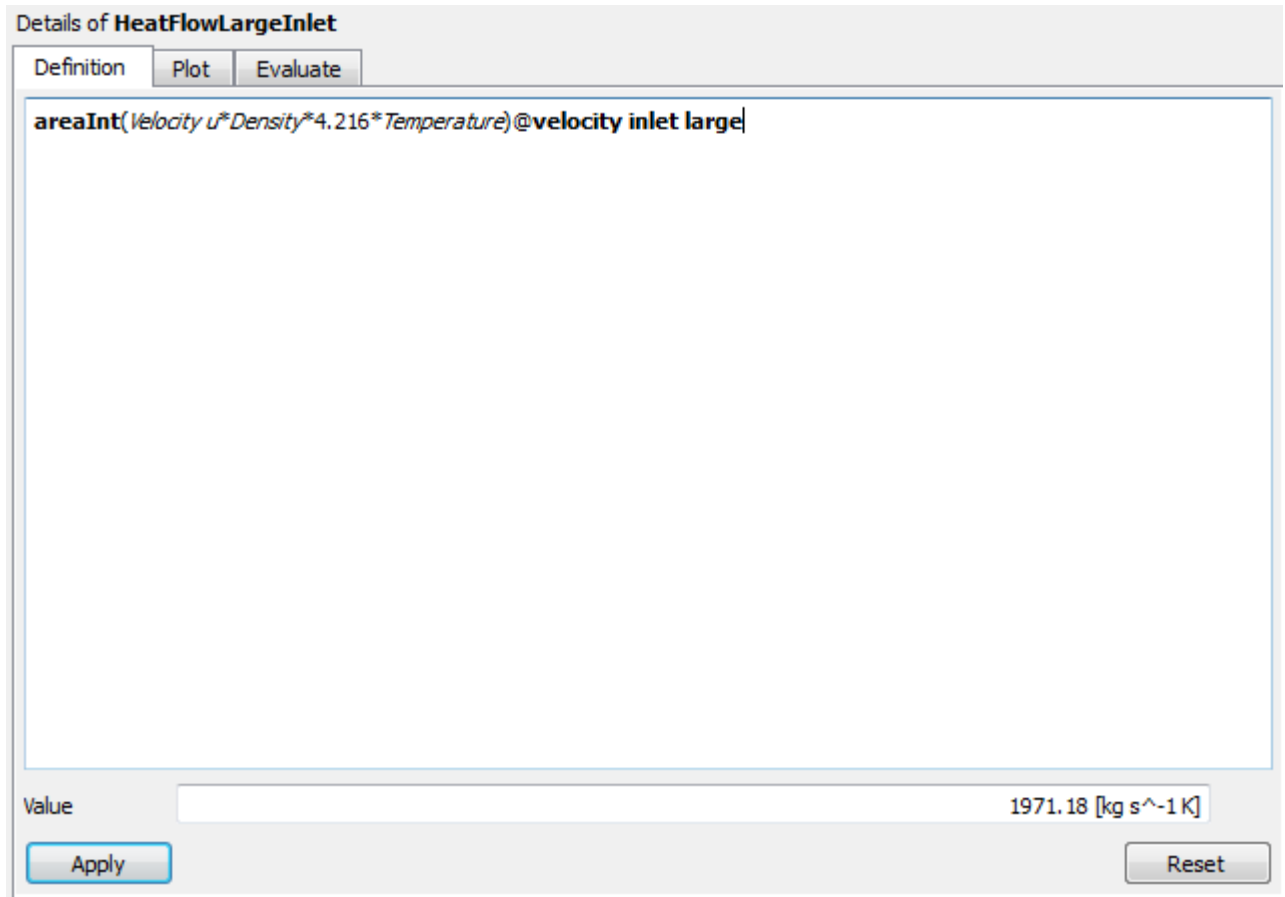 Details of HeatFlowLargeInlet
Definition Plot Evaluate
areaInt(Velocity u*Density*4.216*Temperature)@velocity inlet large
Value 1971.18 [kg s^-1 K]
Apply Reset